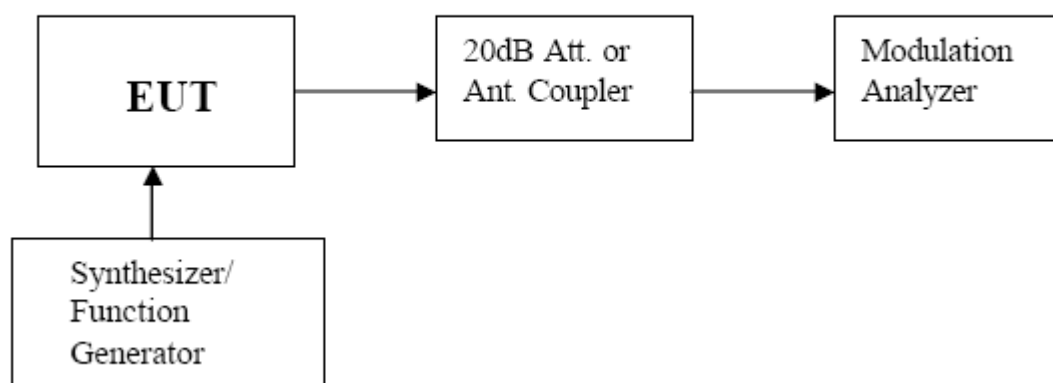 EUT
20dB Att. or
Ant. Coupler
Modulation
Analyzer
Synthesizer/
Function
Generator